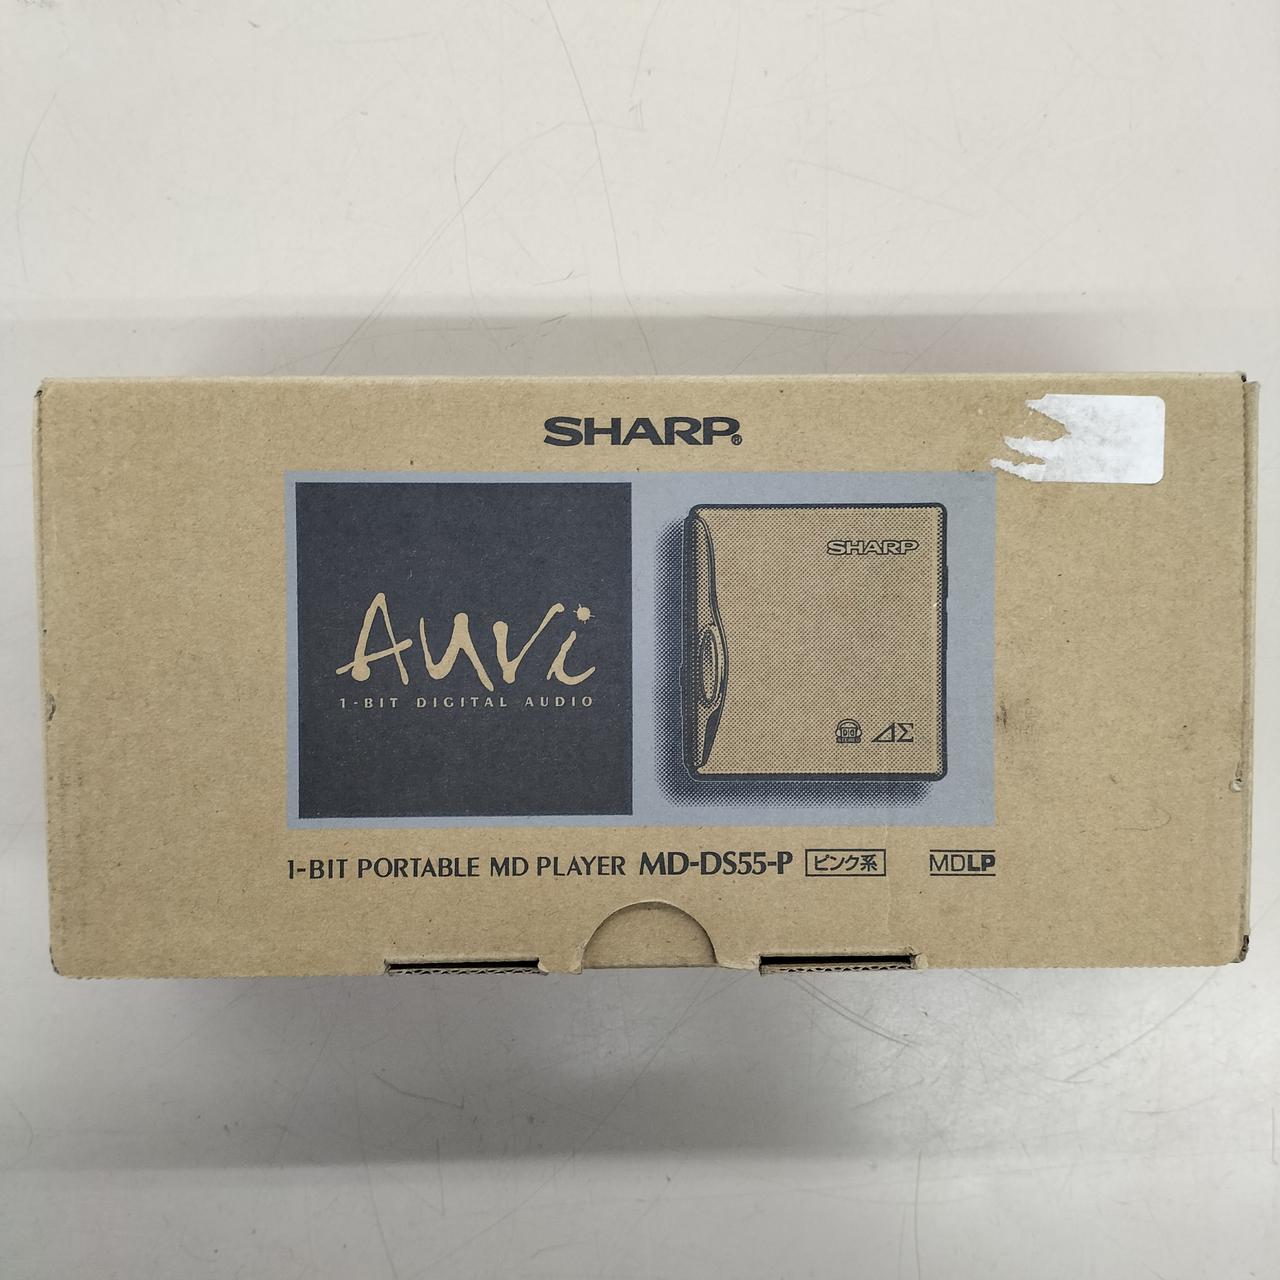 SHARP®
SHARP
Auvi
1-BIT DIGITAL AUDIO
STEREO
ΔΣ
1-BIT PORTABLE MD PLAYER MD-DS55-P ピンク系 MDLP